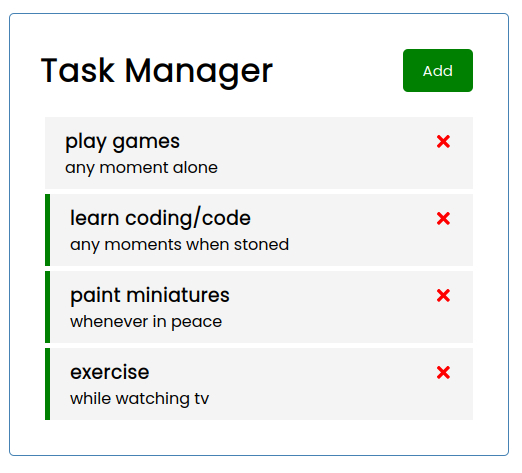 Task Manager
Add
play games
any moment alone
learn coding/code
any moments when stoned
paint miniatures
whenever in peace
exercise
while watching tv